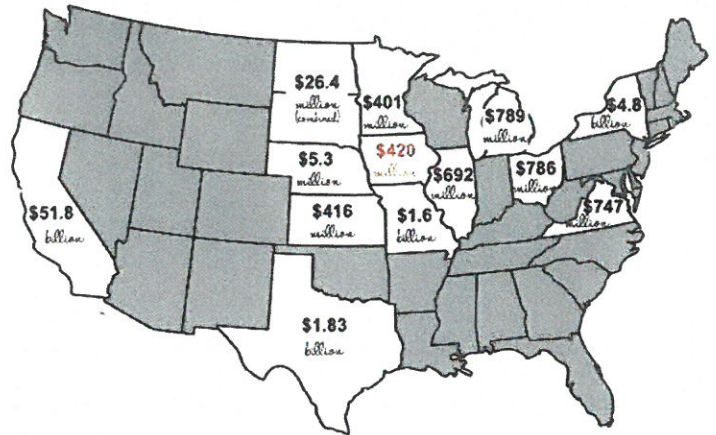 $26.4
million
(combined)
$401
million
$789
million
$4.8
billion
$5.3
million
$420
million
$692
million
$786
million
$747
million
$51.8
billion
$416
million
$1.6
billion
$1.83
billion